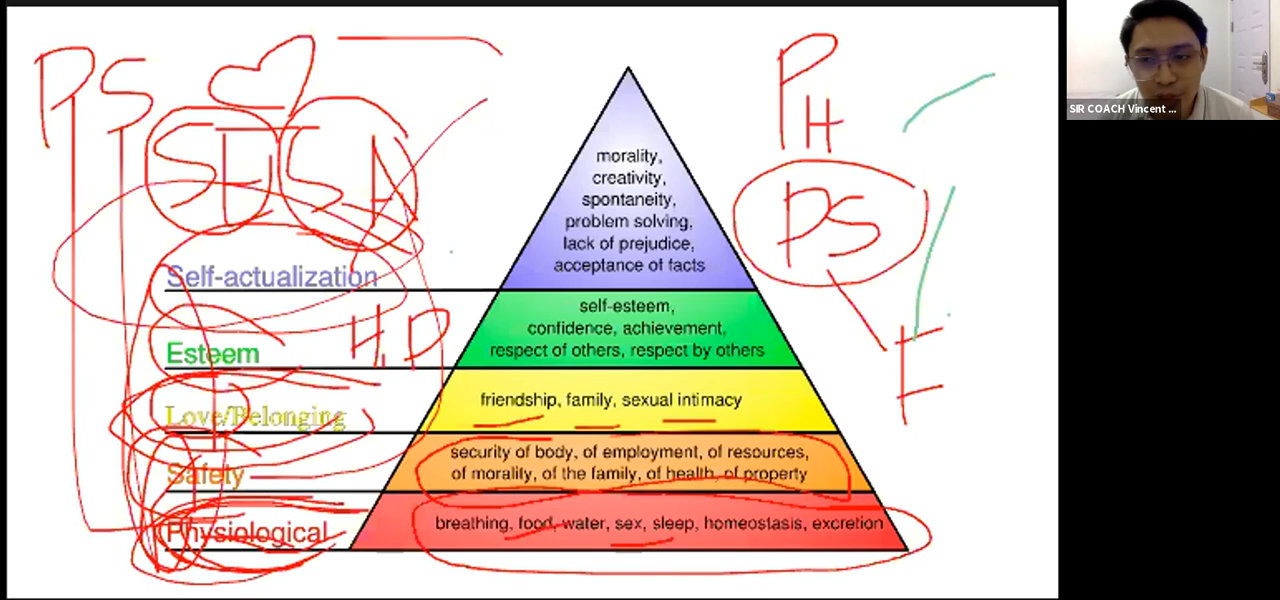 PS
SE SA
PH
PS
E
SIR COACH Vincent ...
morality,
creativity,
spontaneity,
problem solving,
lack of prejudice,
acceptance of facts
Self-actualization
H,D
self-esteem,
confidence, achievement,
respect of others, respect by others
Esteem
friendship, family, sexual intimacy
Love/Belonging
security of body, of employment, of resources,
of morality, of the family, of health, of property
Safety
breathing, food, water, sex, sleep, homeostasis, excretion
Physiological